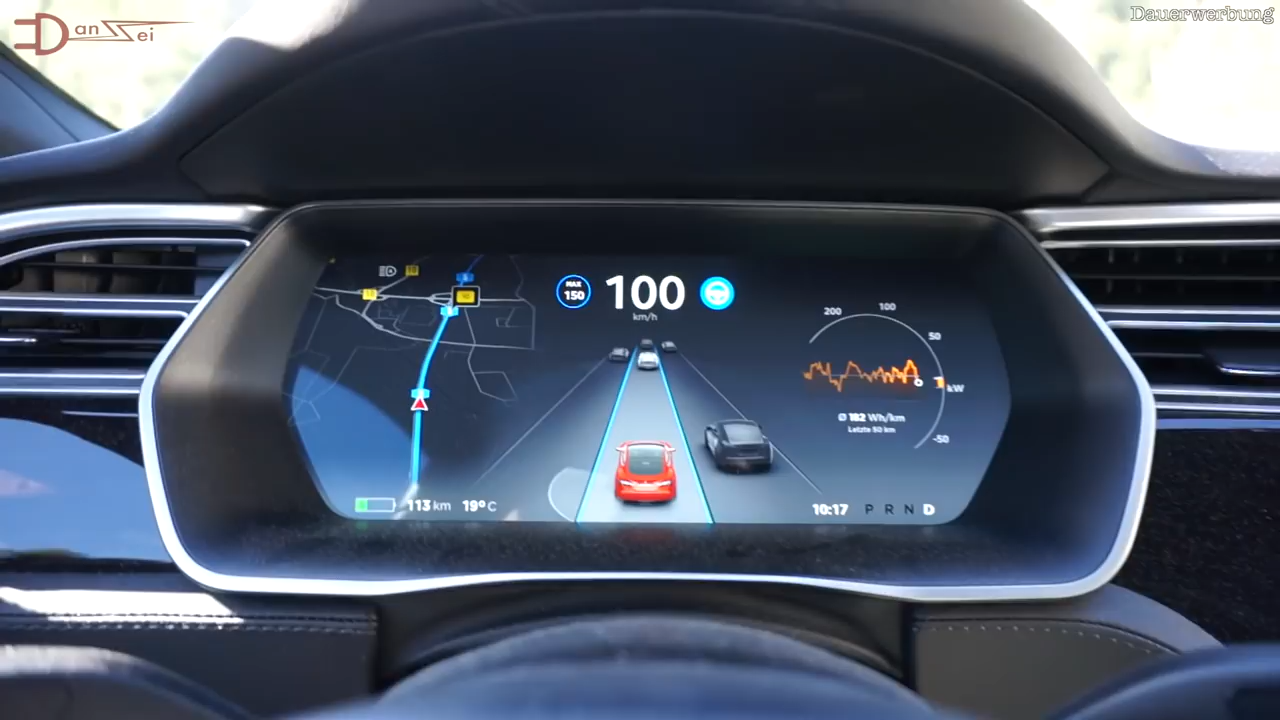 DanZei
Dauerwerbung
MAX
150
100
km/h
200
100
50
kW
-50
Ø 182 Wh/km
Letzte 50 km
113 km
19°C
10:17
P R N D